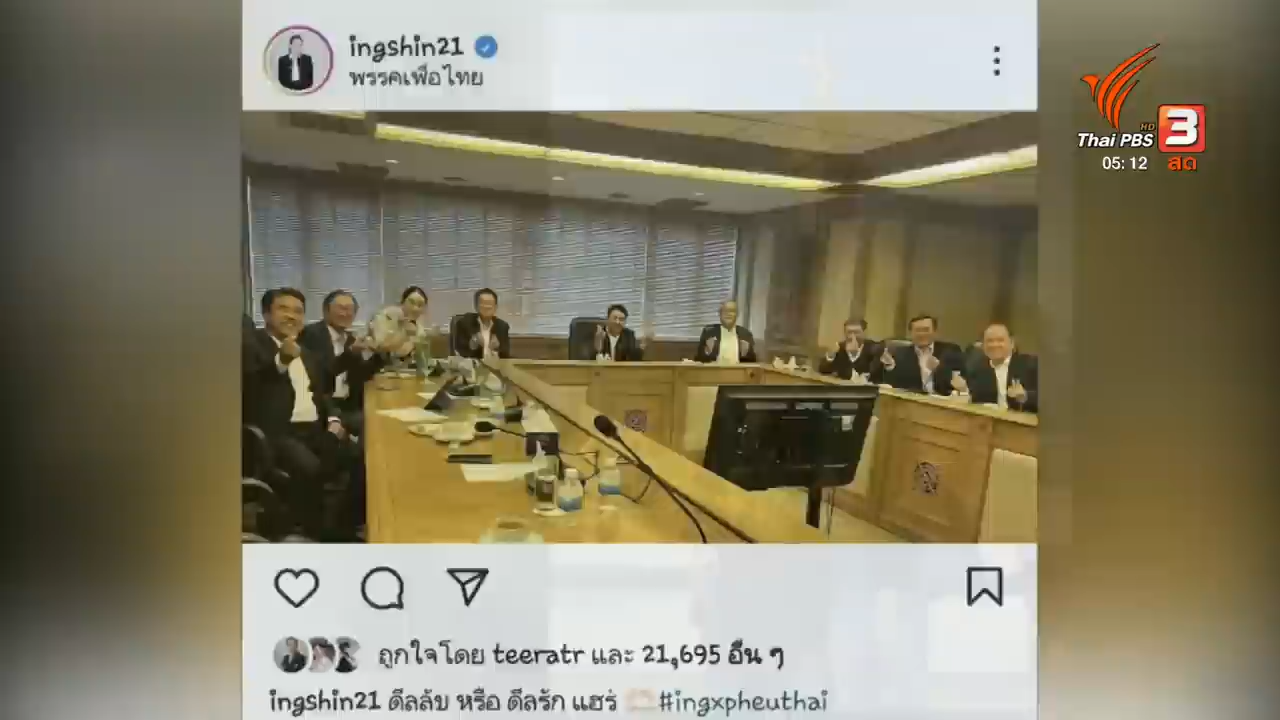 ingshin21
พรรคเพื่อไทย
HD
Thai PBS 3
05:12 สด
ถูกใจโดย teeratr และ 21,695 อื่น ๆ
ingshin21 ดีลลับ หรือ ดีลรัก แฮร่ #ingxpheuthai